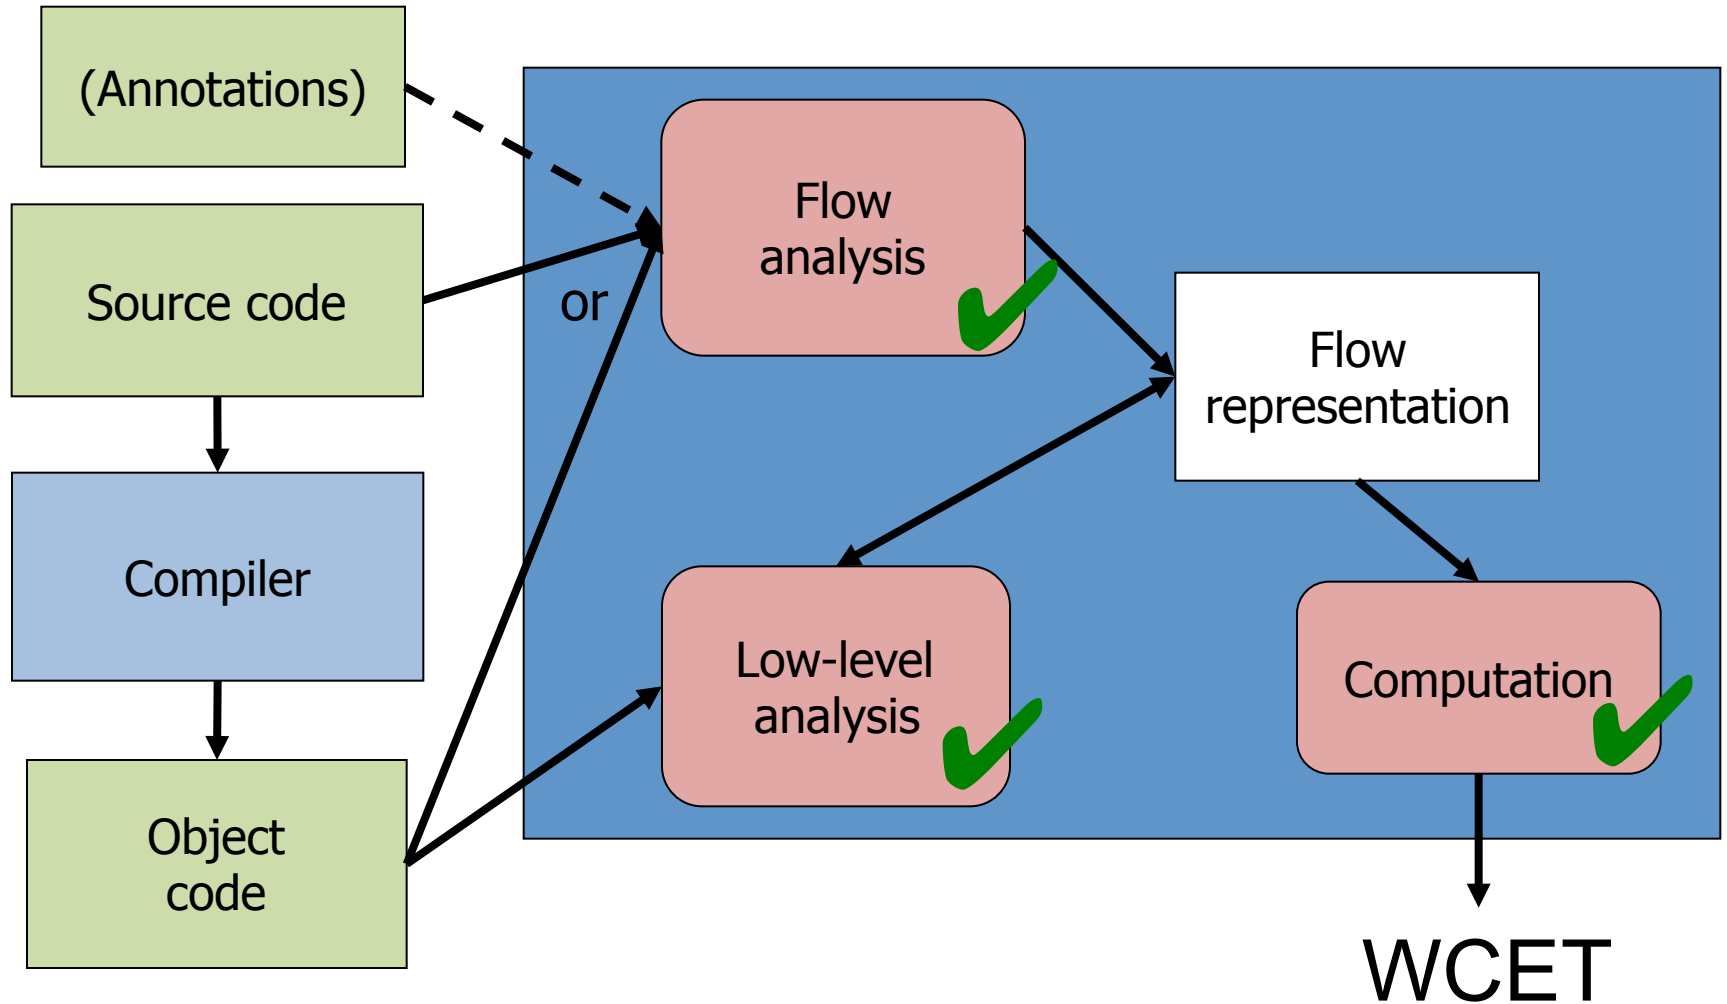 (Annotations)
Source code
Compiler
Object
code
or
Flow
analysis
Low-level
analysis
Flow
representation
Computation
WCET